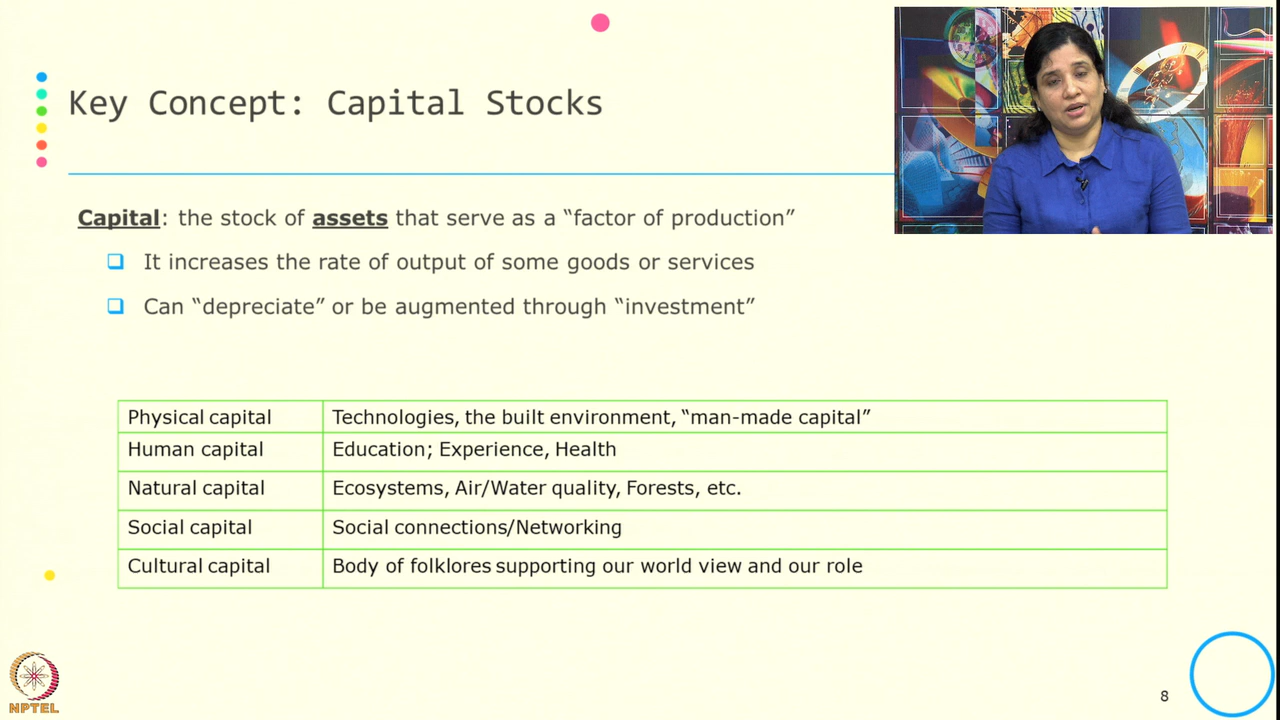 Key Concept: Capital Stocks
Capital: the stock of assets that serve as a “factor of production”
It increases the rate of output of some goods or services
Can “depreciate” or be augmented through “investment”
Physical capital Technologies, the built environment, “man-made capital”
Human capital Education; Experience, Health
Natural capital Ecosystems, Air/Water quality, Forests, etc.
Social capital Social connections/Networking
Cultural capital Body of folklores supporting our world view and our role
NPTEL
8